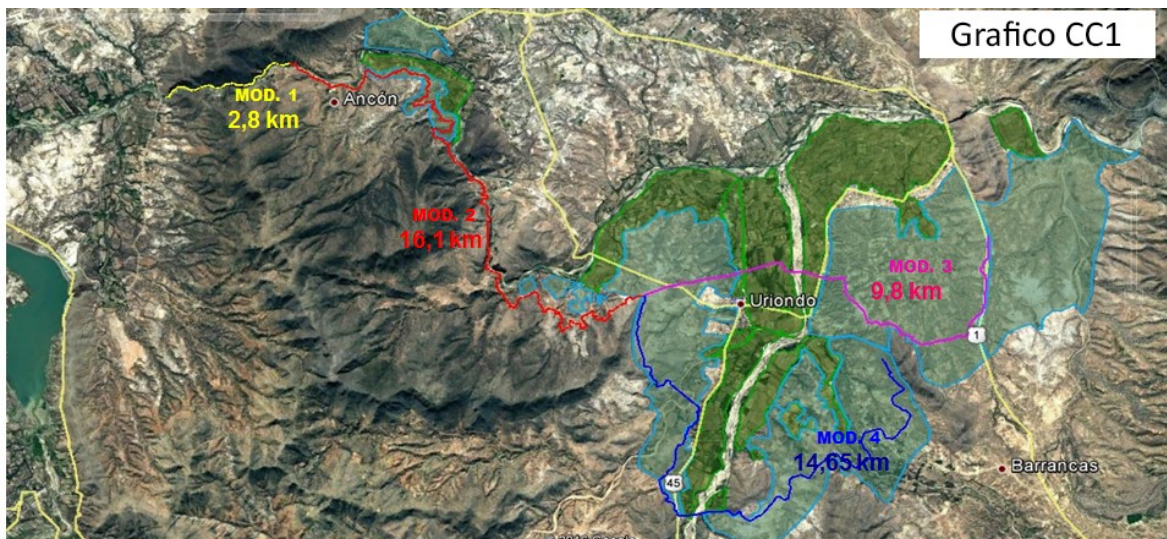 Grafico CC1
MOD. 1
2,8 km
Ancón
MOD. 2
16,1 km
MOD. 3
9,8 km
Uriondo
1
MOD. 4
14,65 km
Barrancas
45